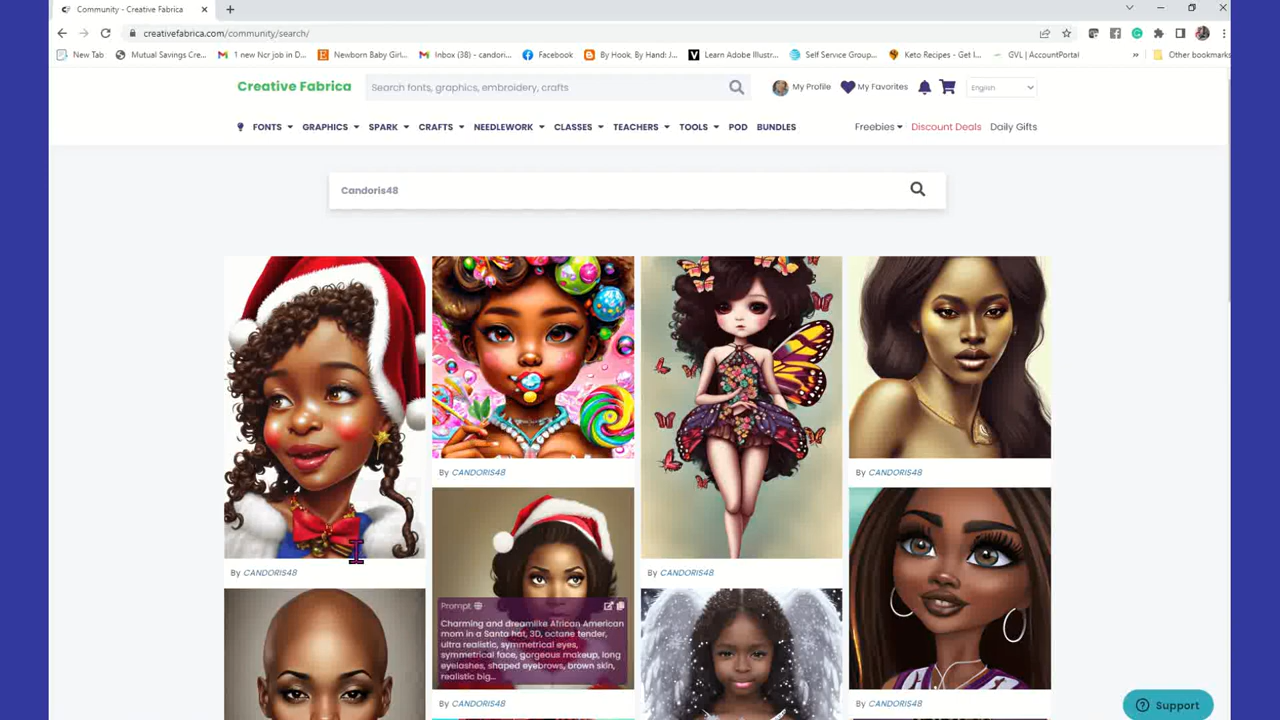 Community - Creative Fabrica
creativefabrica.com/community/search/
New Tab
Mutual Savings Cre...
1 new Ncr job in D...
Newborn Baby Girl...
Inbox (38) - candori...
Facebook
By Hook, By Hand: J...
Learn Adobe Illustr...
Self Service Group...
Keto Recipes - Get I...
GVL | AccountPortal
Other bookmarks
Creative Fabrica
Search fonts, graphics, embroidery, crafts
My Profile
My Favorites
English
FONTS
GRAPHICS
SPARK
CRAFTS
NEEDLEWORK
CLASSES
TEACHERS
TOOLS
POD
BUNDLES
Freebies
Discount Deals
Daily Gifts
Candoris48
By CANDORIS48
By CANDORIS48
By CANDORIS48
By CANDORIS48
Prompt
Charming and dreamlike African American
mom in a Santa hat, 3D, octane tender,
ultra realistic, symmetrical eyes,
symmetrical face, gorgeous makeup, long
eyelashes, shaped eyebrows, brown skin,
realistic big...
By CANDORIS48
By CANDORIS48
Support